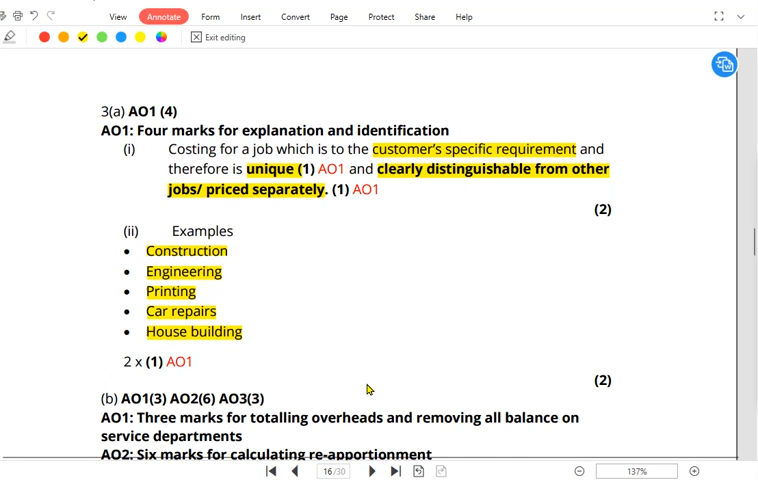 View Annotate Form Insert Convert Page Protect Share Help
Exit editing
3(a) AO1 (4)
AO1: Four marks for explanation and identification
(i) Costing for a job which is to the customer's specific requirement and
therefore is unique (1) AO1 and clearly distinguishable from other
jobs/ priced separately. (1) AO1
(2)
(ii) Examples
• Construction
• Engineering
• Printing
• Car repairs
• House building
2 x (1) AO1
(2)
(b) AO1(3) AO2(6) AO3(3)
AO1: Three marks for totalling overheads and removing all balance on
service departments
AO2: Six marks for calculating re-apportionment
16 /30 137%